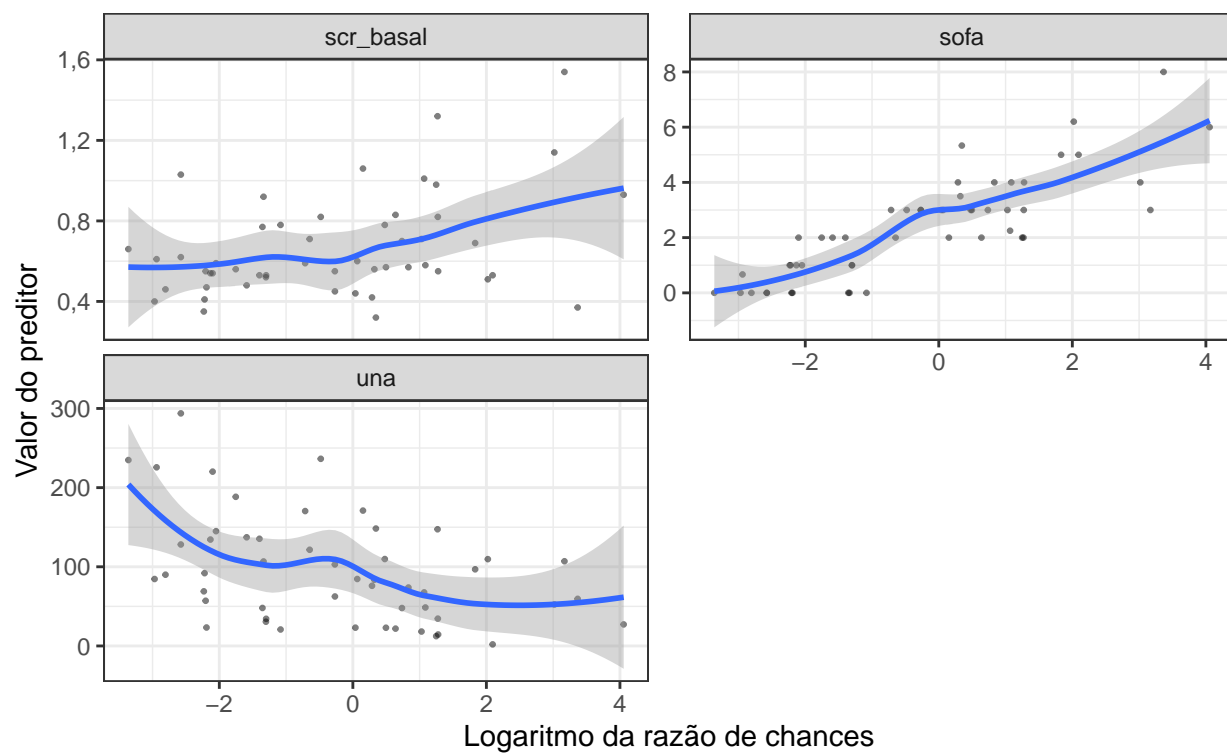 scr_basal
1,6
1,2
0,8
0,4
sofa
8
6
4
2
0
−2 0 2 4
una
300
200
100
0
−2 0 2 4
Valor do preditor
Logaritmo da razão de chances